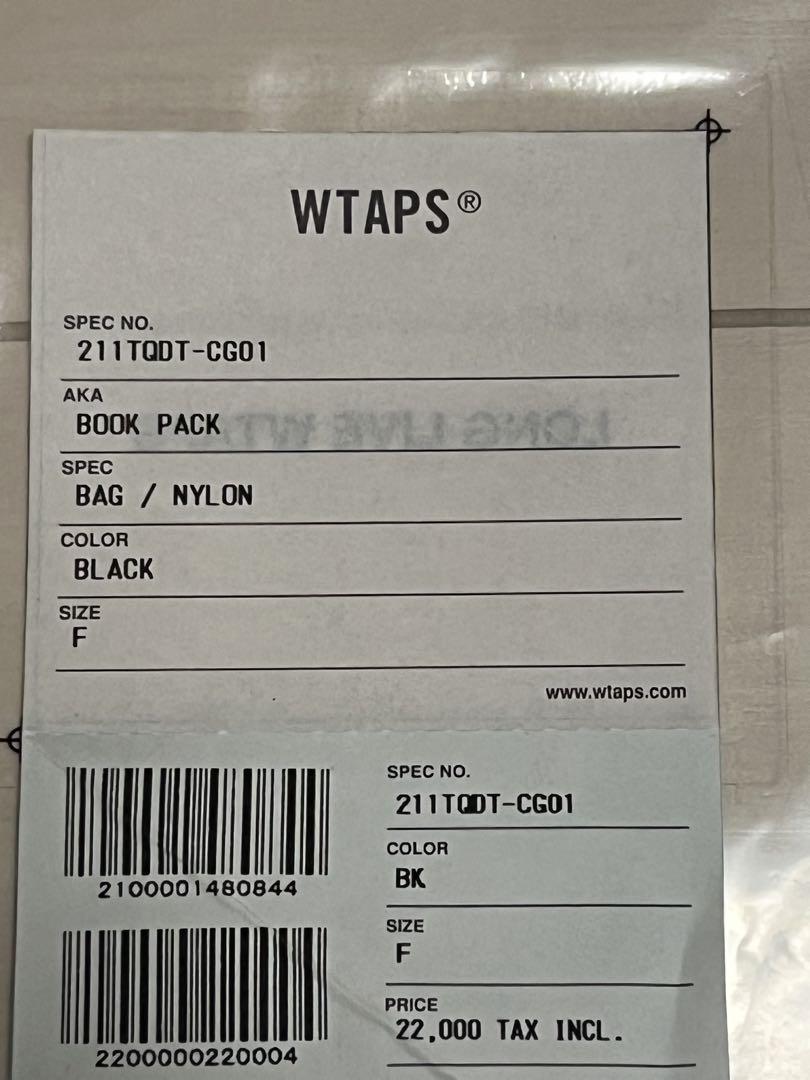 WTAPS®
SPEC NO.
211TQDT-CG01
AKA
BOOK PACK
SPEC
BAG / NYLON
COLOR
BLACK
SIZE
F
www.wtaps.com
2100001480844
2200000220004
SPEC NO.
211TQDT-CG01
COLOR
BK
SIZE
F
PRICE
22,000 TAX INCL.